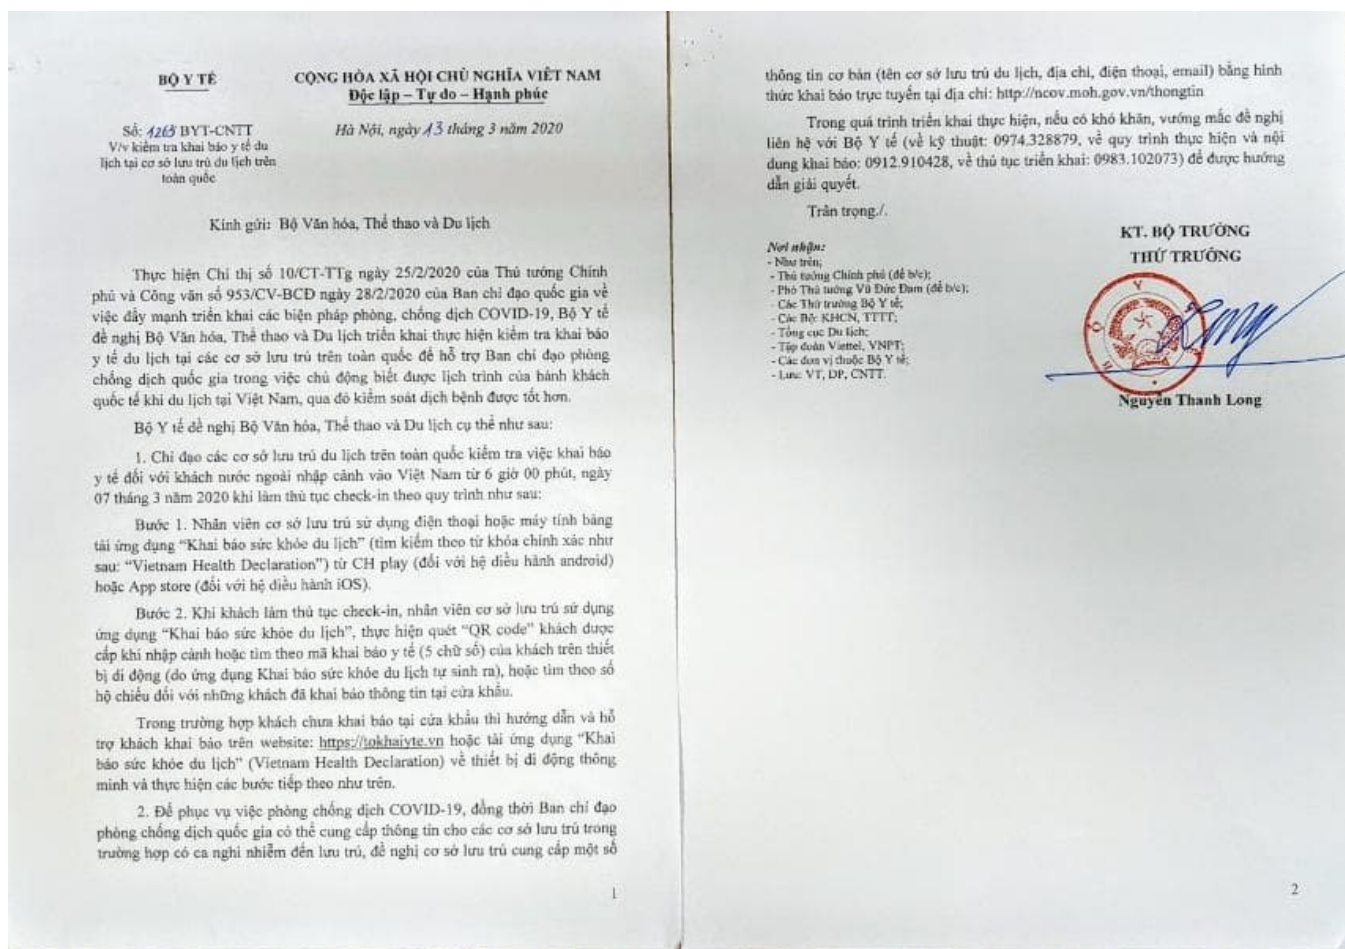 BỘ Y TẾ
CỘNG HÒA XÃ HỘI CHỦ NGHĨA VIỆT NAM
Độc lập – Tự do – Hạnh phúc
Số: 1265 BYT-CNTT
Hà Nội, ngày 13 tháng 3 năm 2020
V/v kiểm tra khai báo y tế du
lịch tại cơ sở lưu trú du lịch trên
toàn quốc
Kính gửi: Bộ Văn hóa, Thể thao và Du lịch
Thực hiện Chỉ thị số 10/CT-TTg ngày 25/2/2020 của Thủ tướng Chính
phủ và Công văn số 953/CV-BCĐ ngày 28/2/2020 của Ban chỉ đạo quốc gia về
việc đẩy mạnh triển khai các biện pháp phòng, chống dịch COVID-19, Bộ Y tế
đề nghị Bộ Văn hóa, Thể thao và Du lịch triển khai thực hiện kiểm tra khai báo
y tế du lịch tại các cơ sở lưu trú trên toàn quốc để hỗ trợ Ban chỉ đạo phòng
chống dịch quốc gia trong việc chủ động biết được lịch trình của hành khách
quốc tế khi du lịch tại Việt Nam, qua đó kiểm soát dịch bệnh được tốt hơn.
Bộ Y tế đề nghị Bộ Văn hóa, Thể thao và Du lịch cụ thể như sau:
1. Chỉ đạo các cơ sở lưu trú du lịch trên toàn quốc kiểm tra việc khai báo
y tế đối với khách nước ngoài nhập cảnh vào Việt Nam từ 6 giờ 00 phút, ngày
07 tháng 3 năm 2020 khi làm thủ tục check-in theo quy trình như sau:
Bước 1. Nhân viên cơ sở lưu trú sử dụng điện thoại hoặc máy tính bảng
tải ứng dụng “Khai báo sức khỏe du lịch” (tìm kiếm theo từ khóa chính xác như
sau: “Vietnam Health Declaration”) từ CH play (đối với hệ điều hành android)
hoặc App store (đối với hệ điều hành iOS).
Bước 2. Khi khách làm thủ tục check-in, nhân viên cơ sở lưu trú sử dụng
ứng dụng “Khai báo sức khỏe du lịch”, thực hiện quét “QR code” khách được
cấp khi nhập cảnh hoặc tìm theo mã khai báo y tế (5 chữ số) của khách trên thiết
bị di động (do ứng dụng Khai báo sức khỏe du lịch tự sinh ra), hoặc tìm theo số
hộ chiếu đối với những khách đã khai báo thông tin tại cửa khẩu.
Trong trường hợp khách chưa khai báo tại cửa khẩu thì hướng dẫn và hỗ
trợ khách khai báo trên website: https://tokhaiyte.vn hoặc tải ứng dụng “Khai
báo sức khỏe du lịch” (Vietnam Health Declaration) về thiết bị di động thông
minh và thực hiện các bước tiếp theo như trên.
2. Để phục vụ việc phòng chống dịch COVID-19, đồng thời Ban chỉ đạo
phòng chống dịch quốc gia có thể cung cấp thông tin cho các cơ sở lưu trú trong
trường hợp có ca nghi nhiễm đến lưu trú, đề nghị cơ sở lưu trú cung cấp một số
1
thông tin cơ bản (tên cơ sở lưu trú du lịch, địa chỉ, điện thoại, email) bằng hình
thức khai báo trực tuyến tại địa chỉ: http://ncov.moh.gov.vn/thongtin
Trong quá trình triển khai thực hiện, nếu có khó khăn, vướng mắc đề nghị
liên hệ với Bộ Y tế (về kỹ thuật: 0974.328879, về quy trình thực hiện và nội
dung khai báo: 0912.910428, về thủ tục triển khai: 0983.102073) để được hướng
dẫn giải quyết.
Trân trọng./.
Nơi nhận:
- Như trên;
- Thủ tướng Chính phủ (để b/c);
- Phó Thủ tướng Vũ Đức Đam (để b/c);
- Các Thứ trưởng Bộ Y tế;
- Các Bộ: KHCN, TTTT;
- Tổng cục Du lịch;
- Tập đoàn Viettel, VNPT;
- Các đơn vị thuộc Bộ Y tế;
- Lưu: VT, DP, CNTT.
KT. BỘ TRƯỞNG
THỨ TRƯỞNG
Long
Nguyễn Thanh Long
2